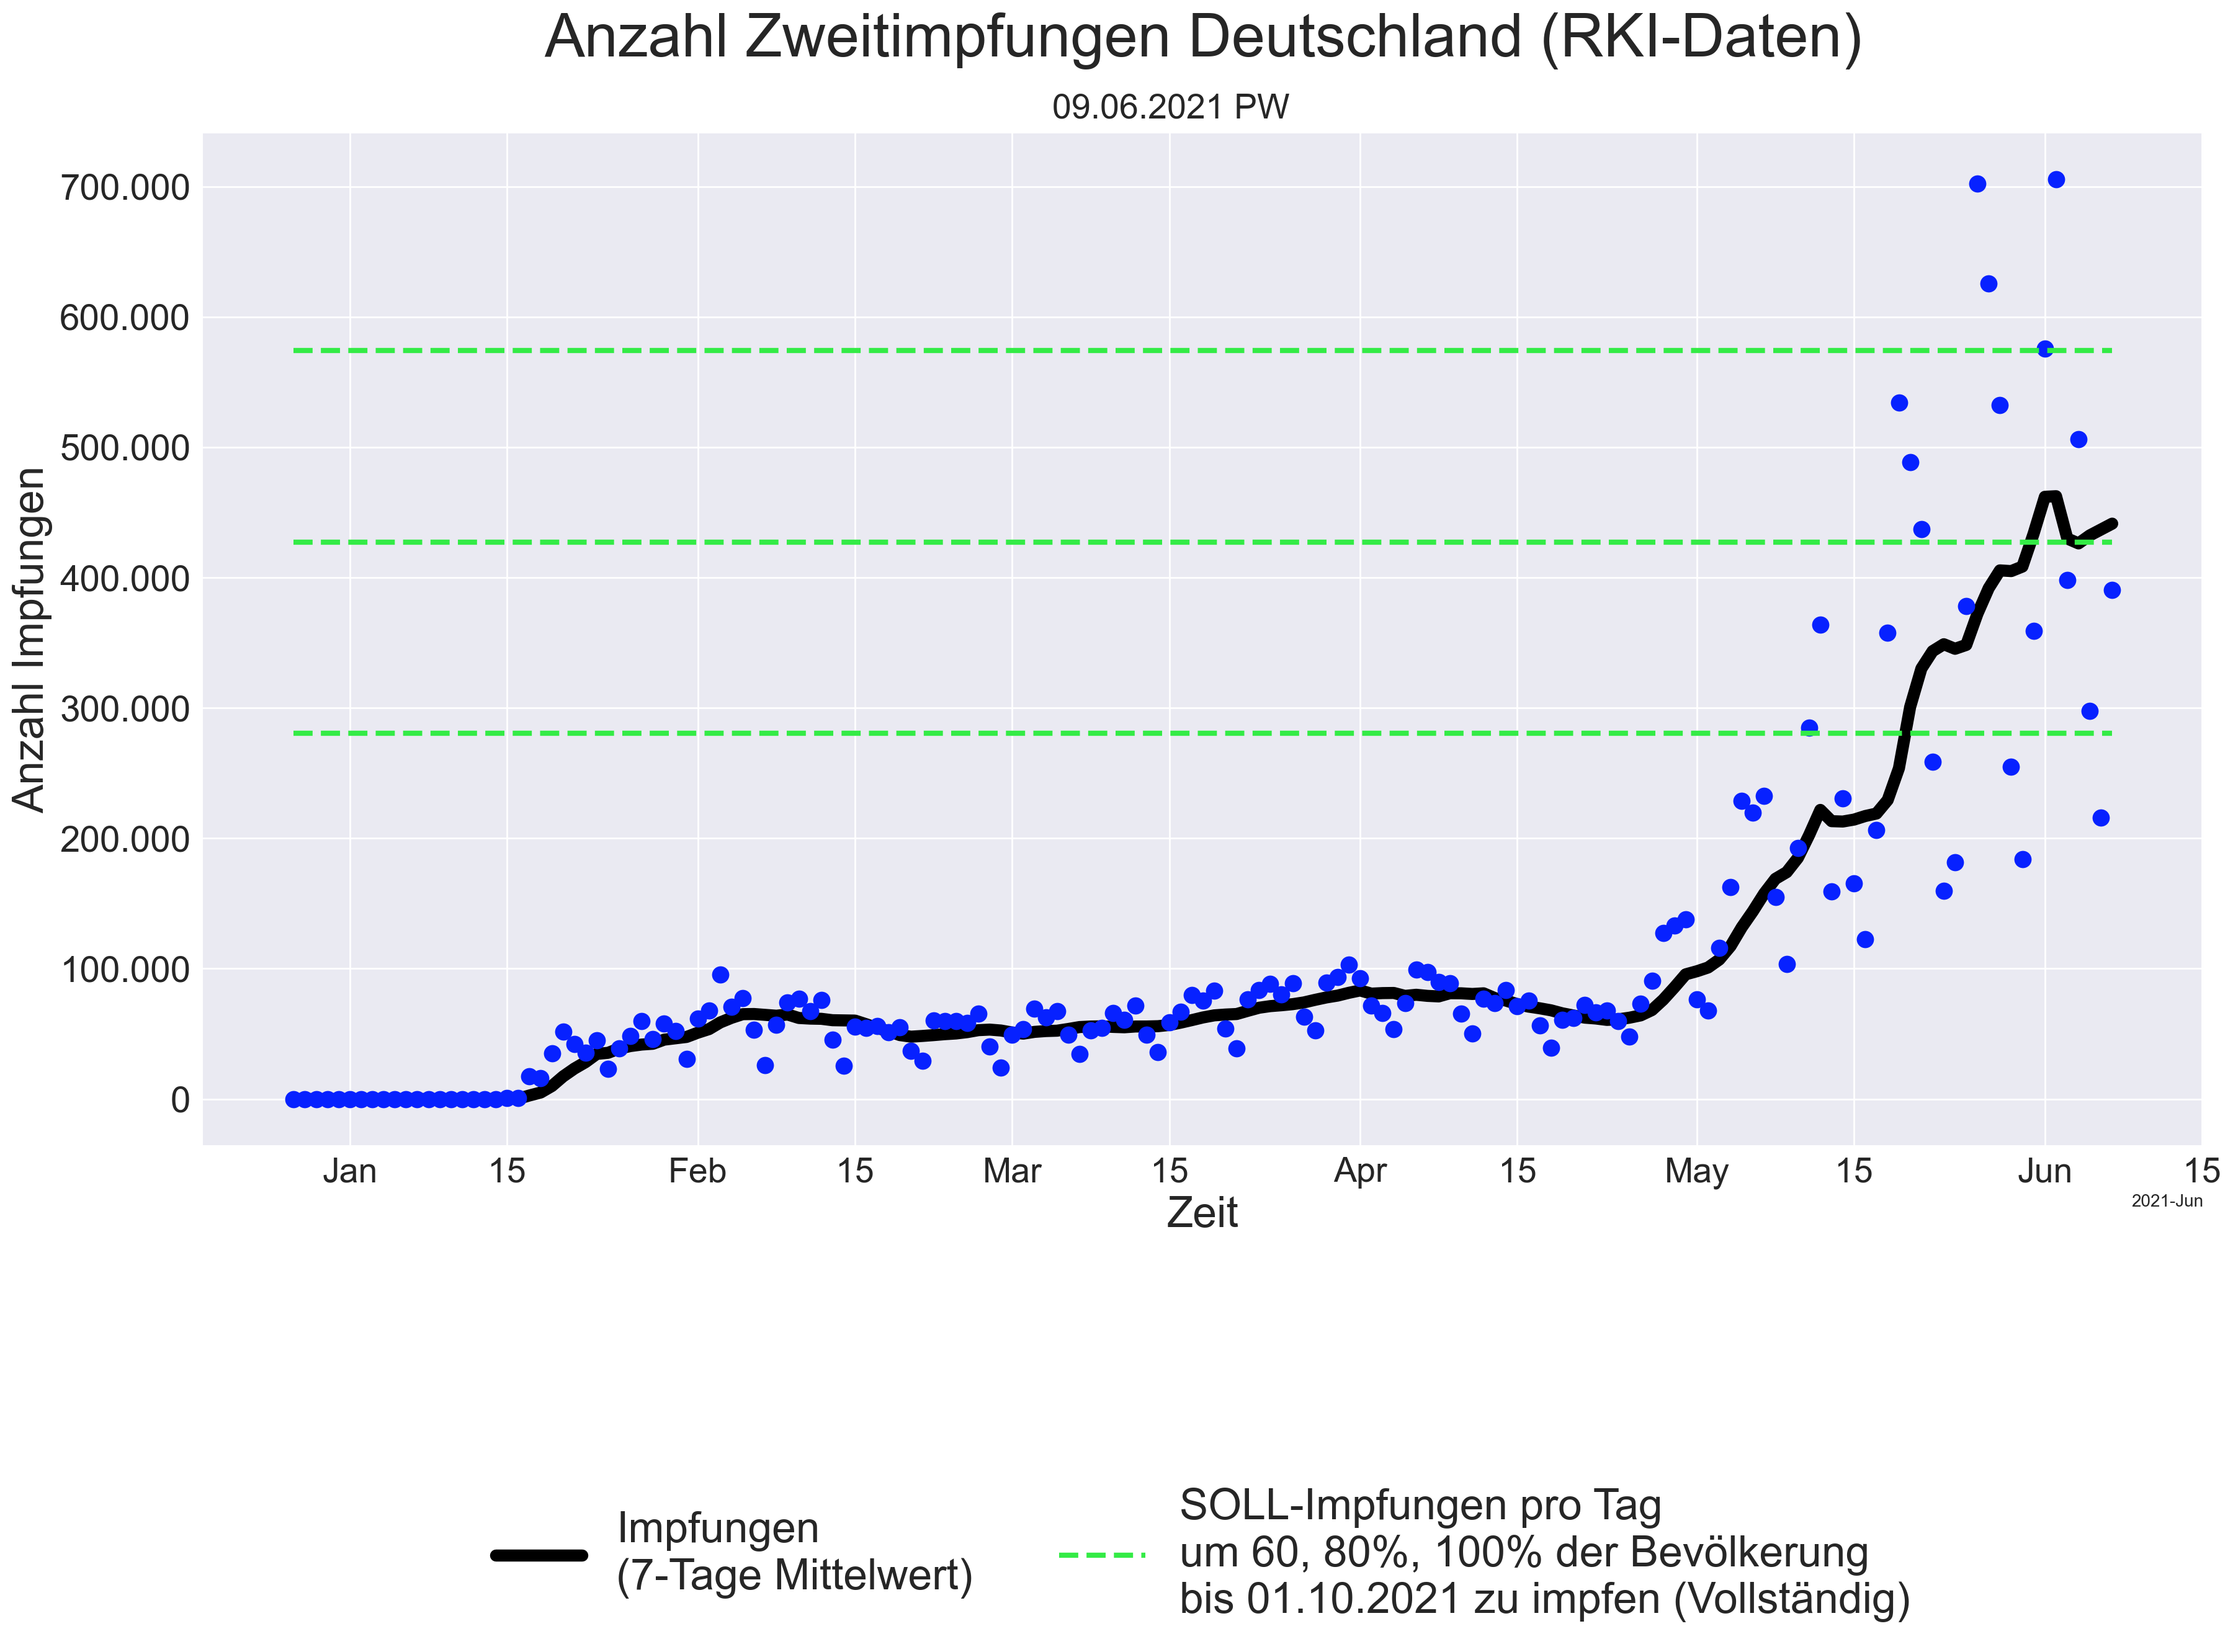 Anzahl Zweitimpfungen Deutschland (RKI-Daten)
09.06.2021 PW
Anzahl Impfungen
700.000
600.000
500.000
400.000
300.000
200.000
100.000
0
Jan 15 Feb 15 Mar 15 Apr 15 May 15 Jun 15
2021-Jun
Zeit
Impfungen
(7-Tage Mittelwert)
SOLL-Impfungen pro Tag
um 60, 80%, 100% der Bevölkerung
bis 01.10.2021 zu impfen (Vollständig)